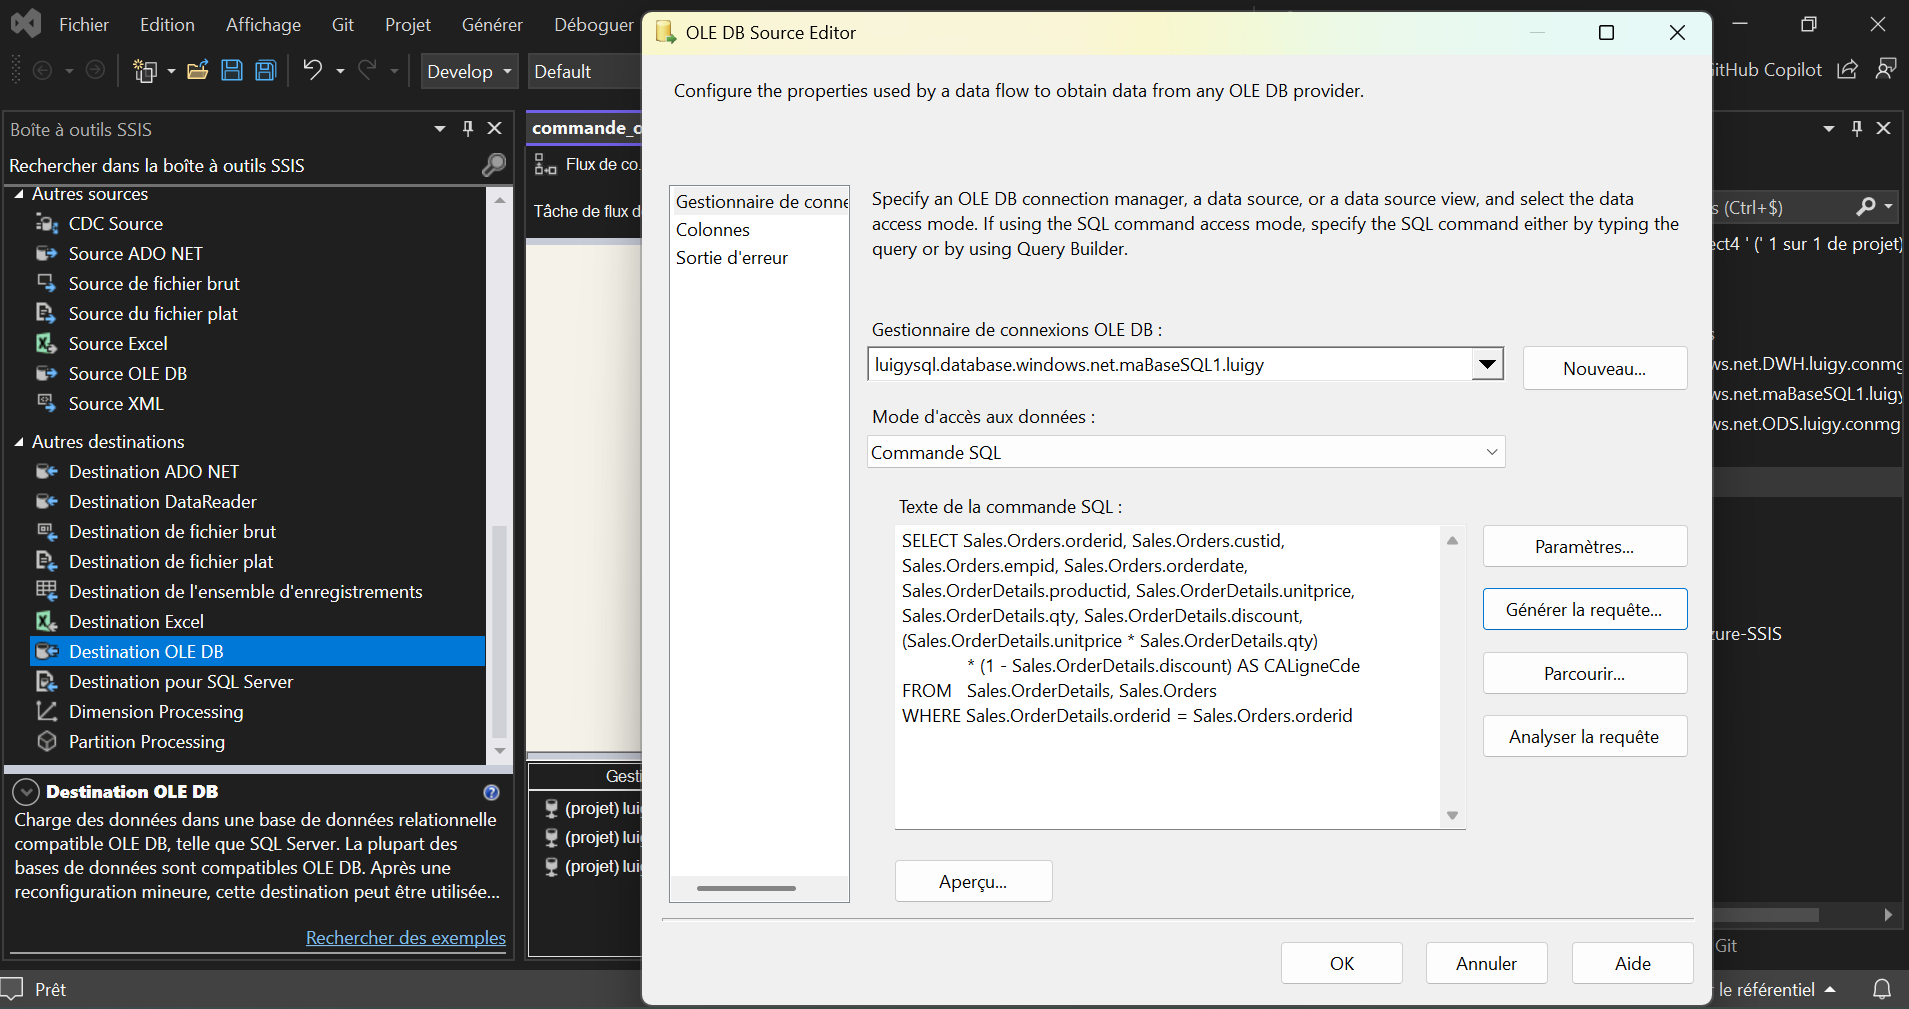 Fichier Edition Affichage Git Projet Générer Déboguer
Develop Default
GitHub Copilot
Boîte à outils SSIS
Rechercher dans la boîte à outils SSIS
Autres sources
CDC Source
Source ADO NET
Source de fichier brut
Source du fichier plat
Source Excel
Source OLE DB
Source XML
Autres destinations
Destination ADO NET
Destination DataReader
Destination de fichier brut
Destination de fichier plat
Destination de l'ensemble d'enregistrements
Destination Excel
Destination OLE DB
Destination pour SQL Server
Dimension Processing
Partition Processing
Destination OLE DB
Charge des données dans une base de données relationnelle
compatible OLE DB, telle que SQL Server. La plupart des
bases de données sont compatibles OLE DB. Après une
reconfiguration mineure, cette destination peut être utilisée...
Rechercher des exemples
Prêt
commande_o
Flux de co
Tâche de flux d
Gesti
(projet) lui
(projet) lui
(projet) lui
OLE DB Source Editor
Configure the properties used by a data flow to obtain data from any OLE DB provider.
Gestionnaire de conne
Colonnes
Sortie d'erreur
Specify an OLE DB connection manager, a data source, or a data source view, and select the data
access mode. If using the SQL command access mode, specify the SQL command either by typing the
query or by using Query Builder.
Gestionnaire de connexions OLE DB :
luigysql.database.windows.net.maBaseSQL1.luigy
Nouveau...
Mode d'accès aux données :
Commande SQL
Texte de la commande SQL :
SELECT Sales.Orders.orderid, Sales.Orders.custid,
Sales.Orders.empid, Sales.Orders.orderdate,
Sales.OrderDetails.productid, Sales.OrderDetails.unitprice,
Sales.OrderDetails.qty, Sales.OrderDetails.discount,
(Sales.OrderDetails.unitprice * Sales.OrderDetails.qty)
* (1 - Sales.OrderDetails.discount) AS CALigneCde
FROM Sales.OrderDetails, Sales.Orders
WHERE Sales.OrderDetails.orderid = Sales.Orders.orderid
Paramètres...
Générer la requête...
Parcourir...
Analyser la requête
Aperçu...
OK Annuler Aide
s (Ctrl+$)
ect4 ' (' 1 sur 1 de projet)
ws.net.DWH.luigy.conmg
ws.net.maBaseSQL1.luigy
ws.net.ODS.luigy.conmg
zure-SSIS
Git
le référentiel